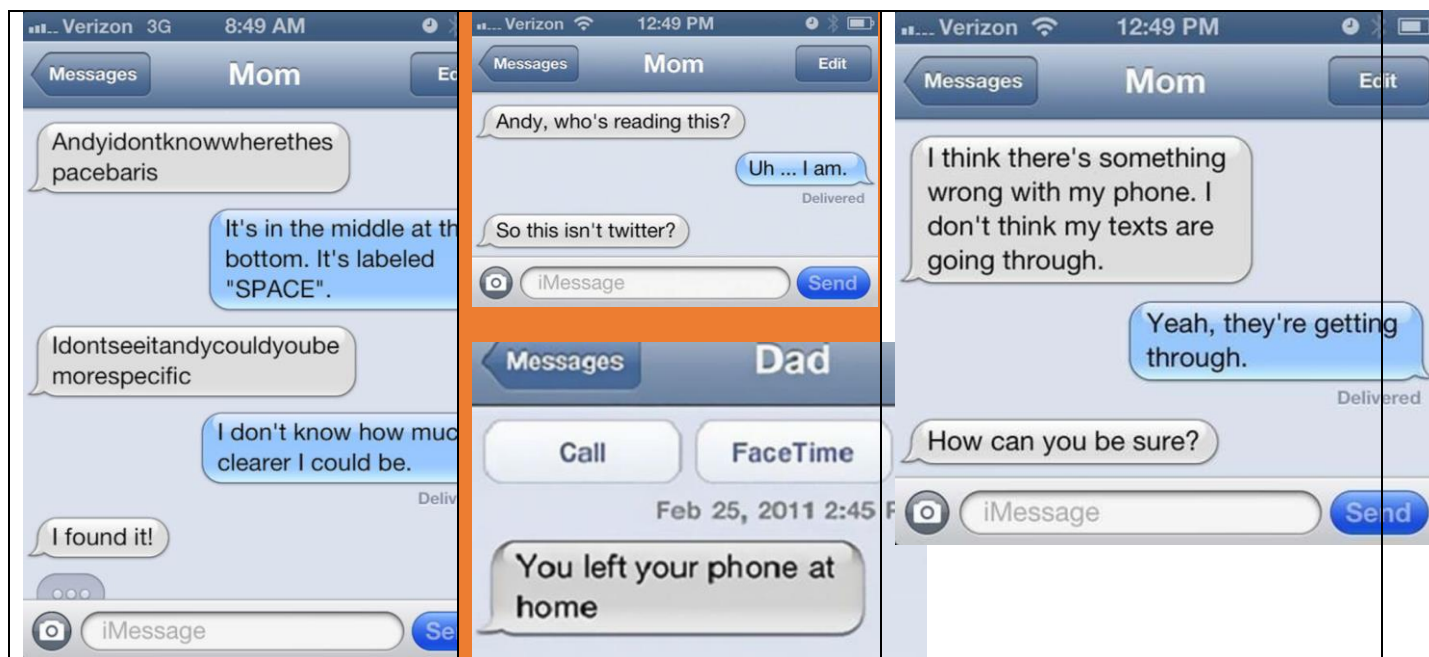 Verizon 3G 8:49 AM
Messages Mom
Andyidontknowwherethes
pacebaris
It's in the middle at th
bottom. It's labeled
"SPACE".
Idontseeitandycouldyoube
morespecific
I don't know how muc
clearer I could be.
Deliv
I found it!
iMessage Se
Verizon 12:49 PM
Messages Mom Edit
Andy, who's reading this?
Uh ... I am.
Delivered
So this isn't twitter?
iMessage Send
Messages Dad
Call FaceTime
Feb 25, 2011 2:45
You left your phone at
home
Verizon 12:49 PM
Messages Mom Edit
I think there's something
wrong with my phone. I
don't think my texts are
going through.
Yeah, they're getting
through.
Delivered
How can you be sure?
iMessage Send